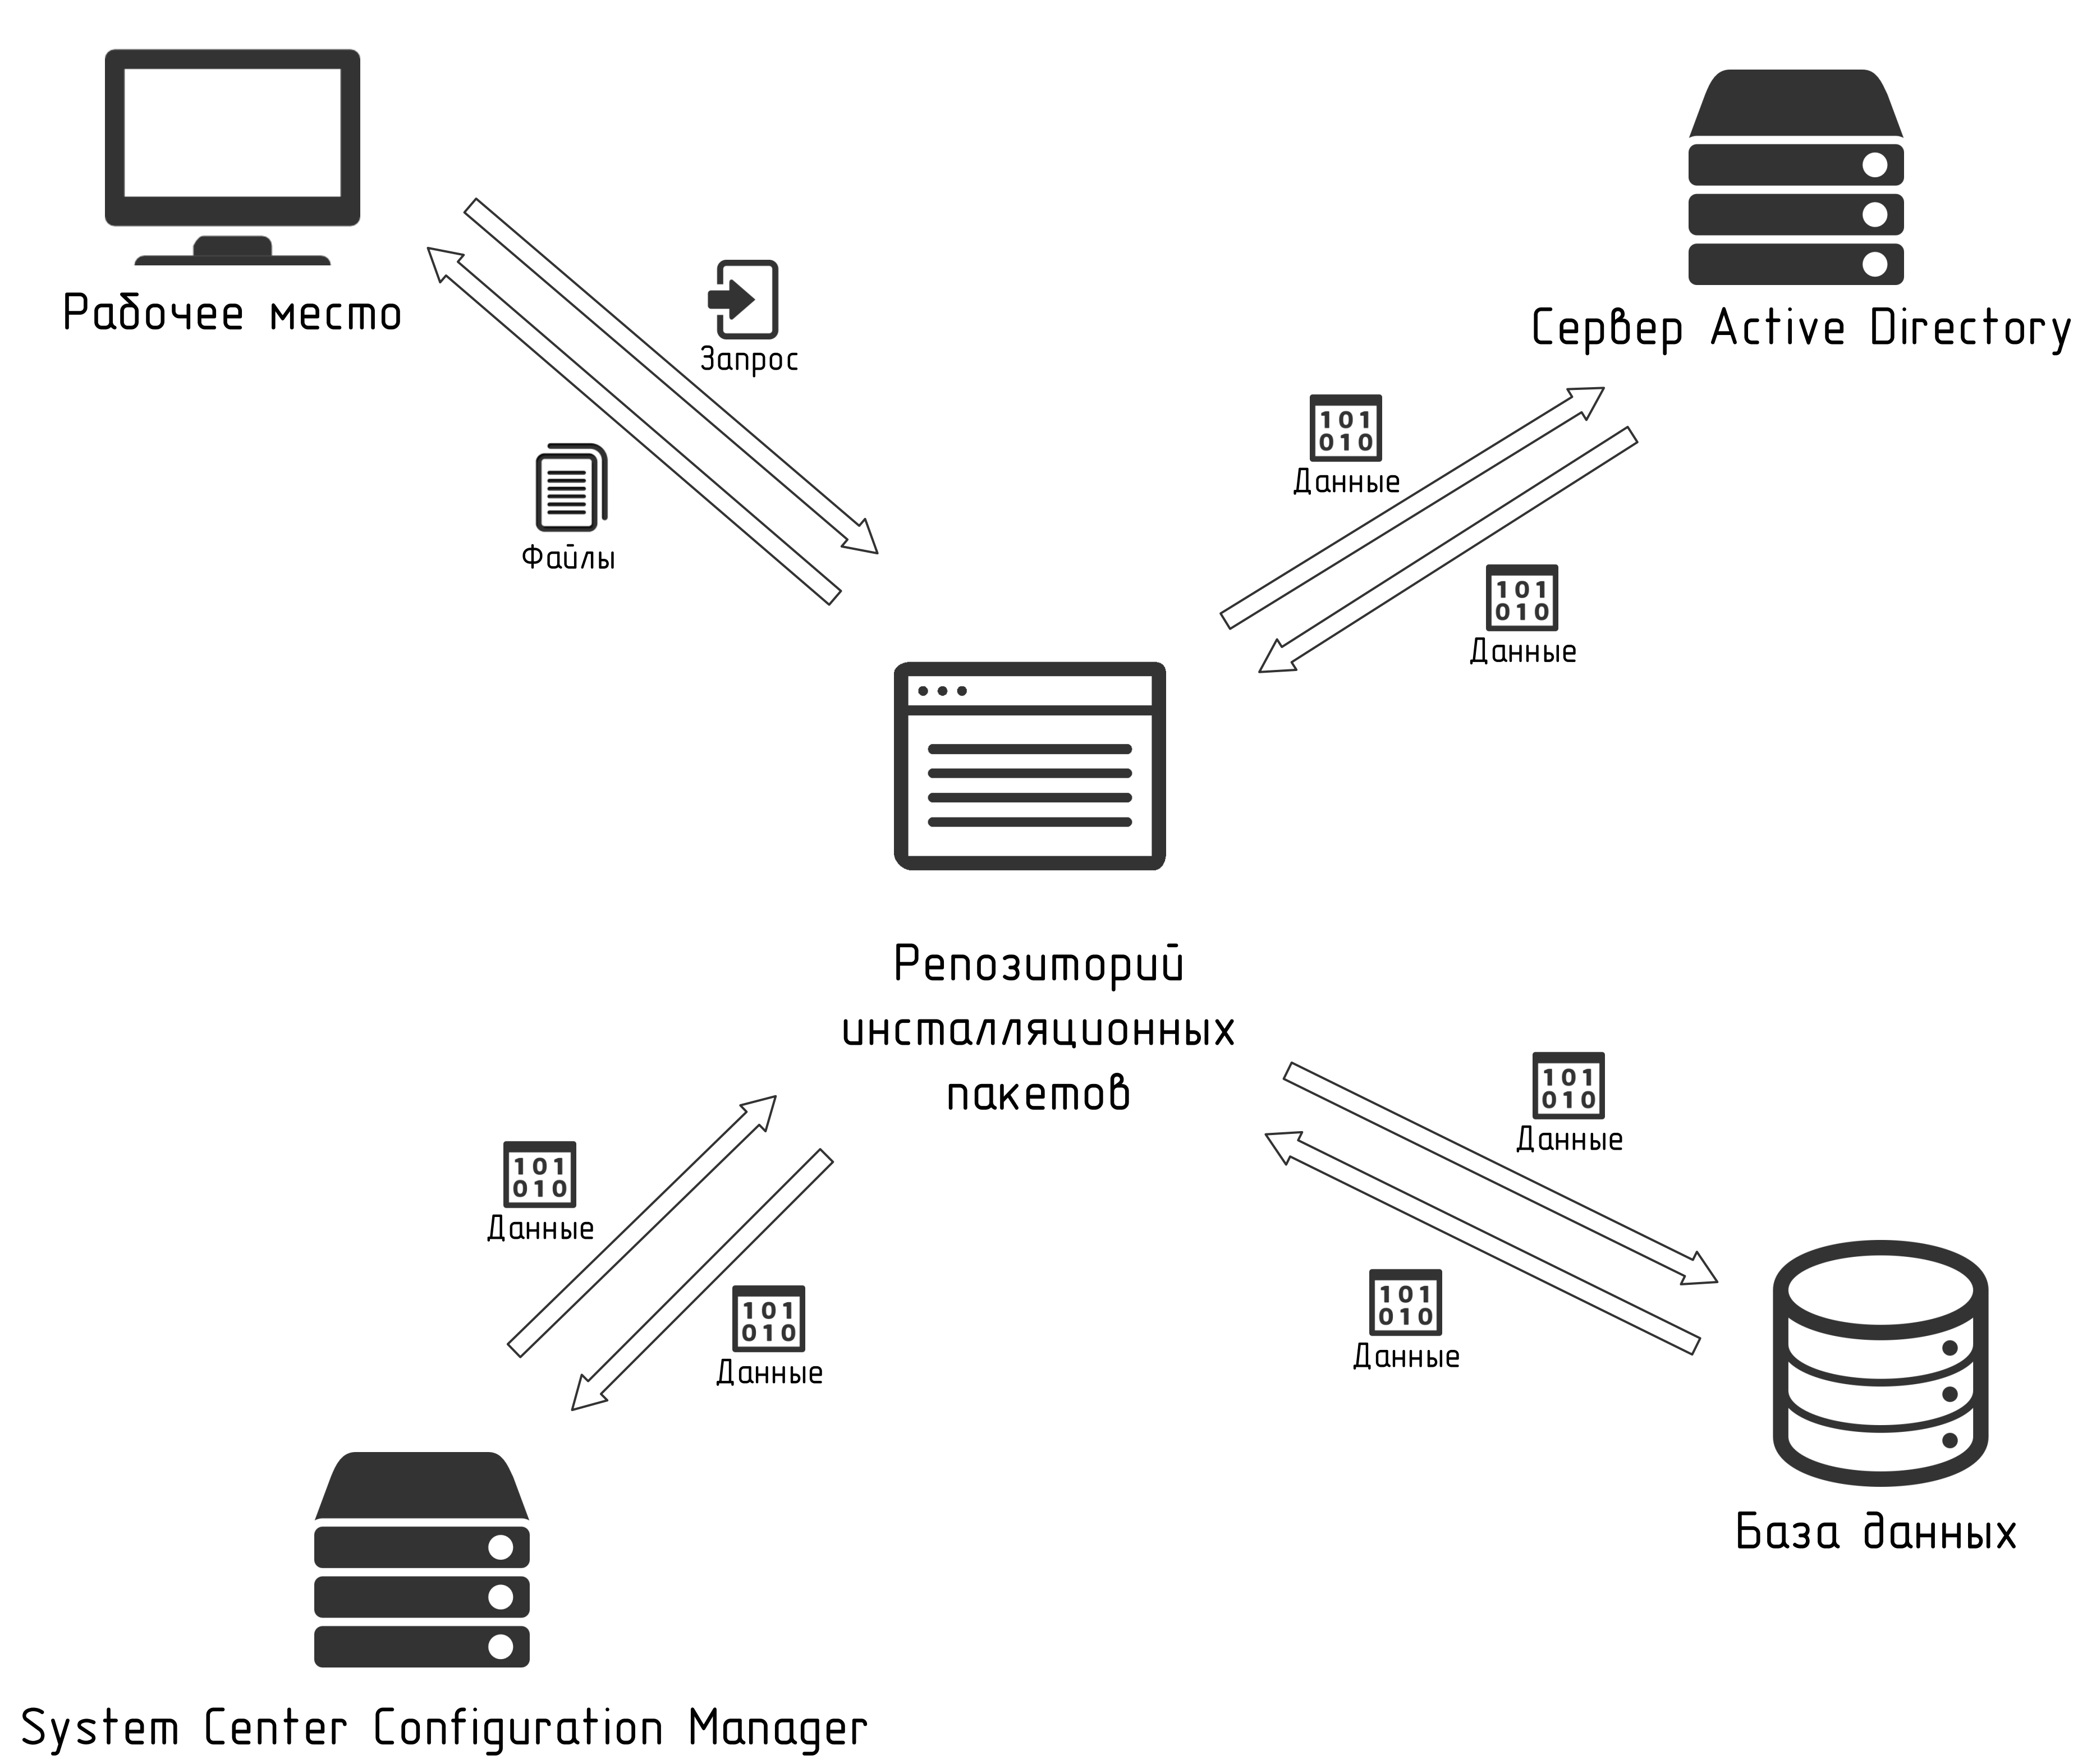 Рабочее место
Сервер Active Directory
Запрос
Файлы
101
010
Данные
101
010
Данные
Репозиторий
инсталляционных
пакетов
101
010
Данные
101
010
Данные
101
010
Данные
101
010
Данные
База данных
System Center Configuration Manager